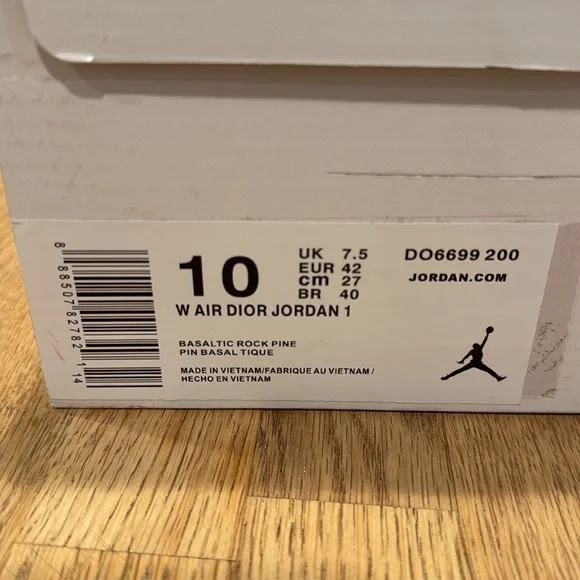 8 88507 82782 114
10
UK 7.5
EUR 42
cm 27
BR 40
DO6699 200
JORDAN.COM
W AIR DIOR JORDAN 1
BASALTIC ROCK PINE
PIN BASAL TIQUE
MADE IN VIETNAM/FABRIQUE AU VIETNAM /
HECHO EN VIETNAM